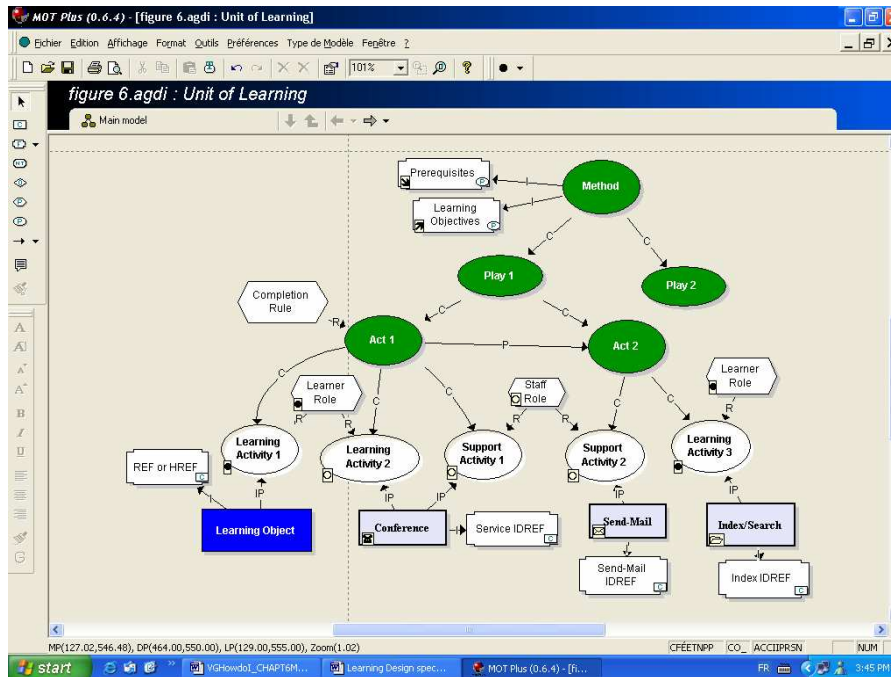 MOT Plus (0.6.4) - [figure 6.agdi : Unit of Learning]
Fichier Edition Affichage Format Outils Préférences Type de Modèle Fenêtre ?
101%
figure 6.agdi : Unit of Learning
Main model
Prerequisites
I
Method
Learning
Objectives
I
C
C
Play 1
Play 2
Completion
Rule
C
C
R
Act 1
P
Act 2
C
Learner
Role
C
C
Staff
Role
C
C
Learner
Role
R
R
R
R
R
Learning
Activity 1
Learning
Activity 2
Support
Activity 1
Support
Activity 2
Learning
Activity 3
REF or HREF
I
IP
IP
IP
IP
IP
Learning Object
Conference
I
Service IDREF
Send-Mail
Index/Search
I
I
Send-Mail
IDREF
Index IDREF
MP(127.02,546.48), DP(464.00,550.00), LP(129.00,555.00), Zoom(1.02)
CFÉETNPP CO_ ACCIIPRSN NUM
start
VGHowdoI_CHAPT6M...
Learning Design spec...
MOT Plus (0.6.4) - [fi...
FR
3:45 PM